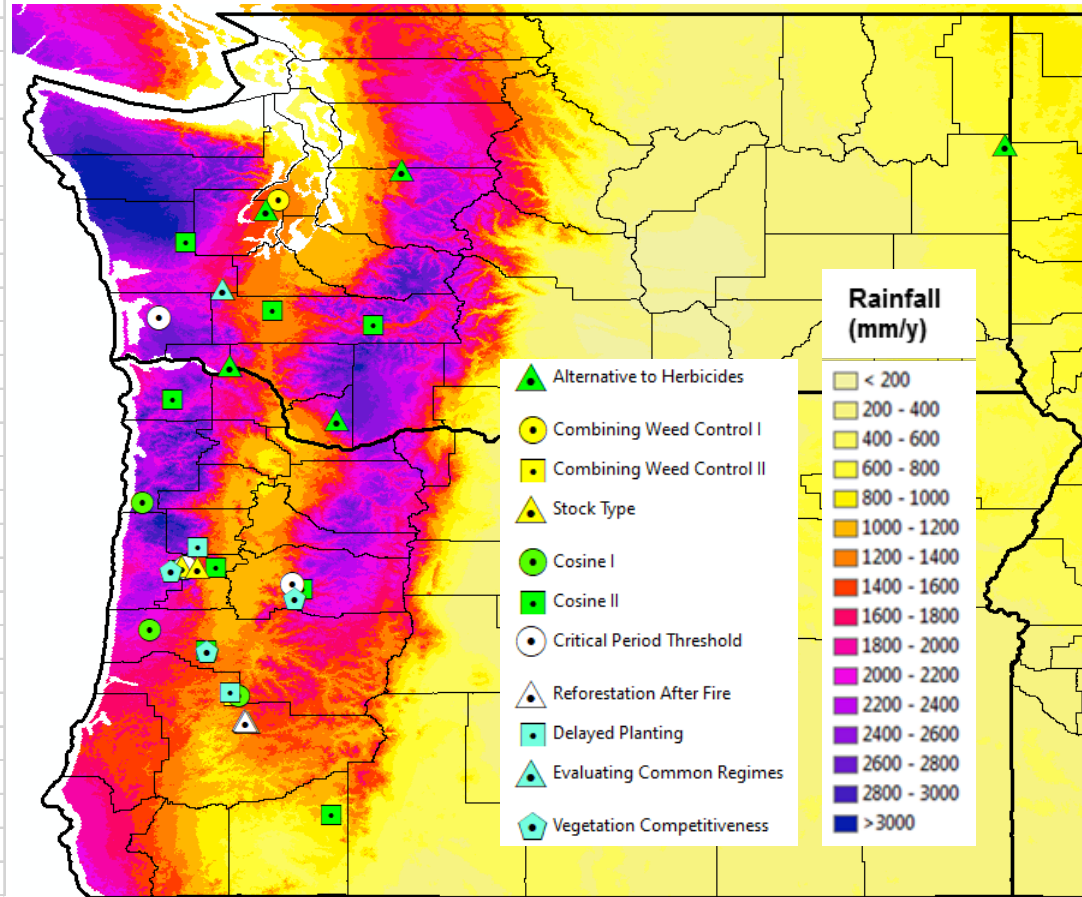 Alternative to Herbicides
Combining Weed Control I
Combining Weed Control II
Stock Type
Cosine I
Cosine II
Critical Period Threshold
Reforestation After Fire
Delayed Planting
Evaluating Common Regimes
Vegetation Competitiveness
Rainfall
(mm/y)
< 200
200 - 400
400 - 600
600 - 800
800 - 1000
1000 - 1200
1200 - 1400
1400 - 1600
1600 - 1800
1800 - 2000
2000 - 2200
2200 - 2400
2400 - 2600
2600 - 2800
2800 - 3000
>3000